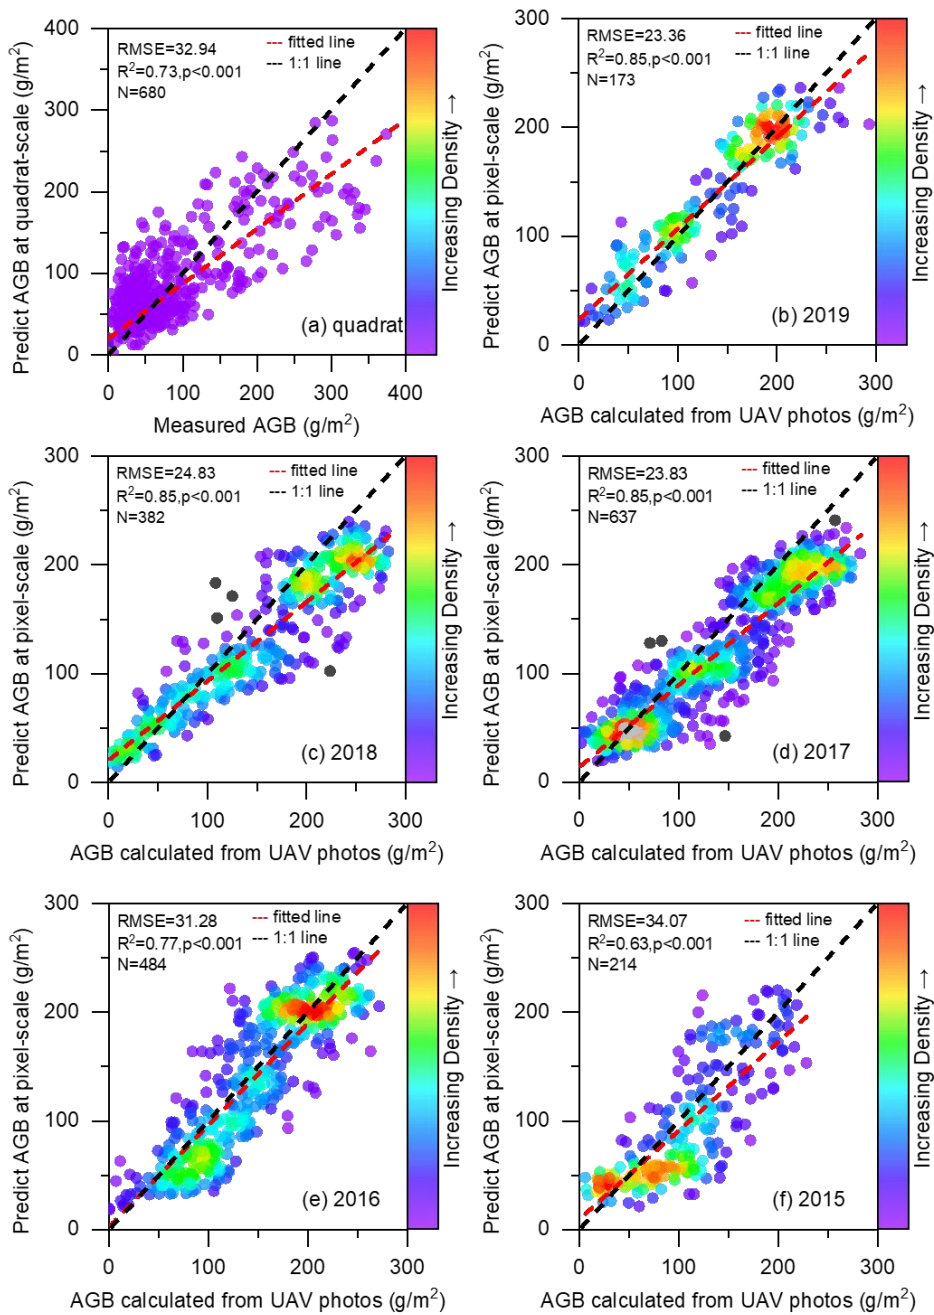 400
300
200
100
0
Predict AGB at quadrat-scale (g/m²)
RMSE=32.94
R²=0.73,p<0.001
N=680
fitted line
1:1 line
(a) quadrat
Increasing Density →
0 100 200 300 400
Measured AGB (g/m²)
300
200
100
0
Predict AGB at pixel-scale (g/m²)
RMSE=23.36
R²=0.85,p<0.001
N=173
fitted line
1:1 line
(b) 2019
Increasing Density →
0 100 200 300
AGB calculated from UAV photos (g/m²)
300
200
100
0
Predict AGB at pixel-scale (g/m²)
RMSE=24.83
R²=0.85,p<0.001
N=382
fitted line
1:1 line
(c) 2018
Increasing Density →
0 100 200 300
AGB calculated from UAV photos (g/m²)
300
200
100
0
Predict AGB at pixel-scale (g/m²)
RMSE=23.83
R²=0.85,p<0.001
N=637
fitted line
1:1 line
(d) 2017
Increasing Density →
0 100 200 300
AGB calculated from UAV photos (g/m²)
300
200
100
0
Predict AGB at pixel-scale (g/m²)
RMSE=31.28
R²=0.77,p<0.001
N=484
fitted line
1:1 line
(e) 2016
Increasing Density →
0 100 200 300
AGB calculated from UAV photos (g/m²)
300
200
100
0
Predict AGB at pixel-scale (g/m²)
RMSE=34.07
R²=0.63,p<0.001
N=214
fitted line
1:1 line
(f) 2015
Increasing Density →
0 100 200 300
AGB calculated from UAV photos (g/m²)